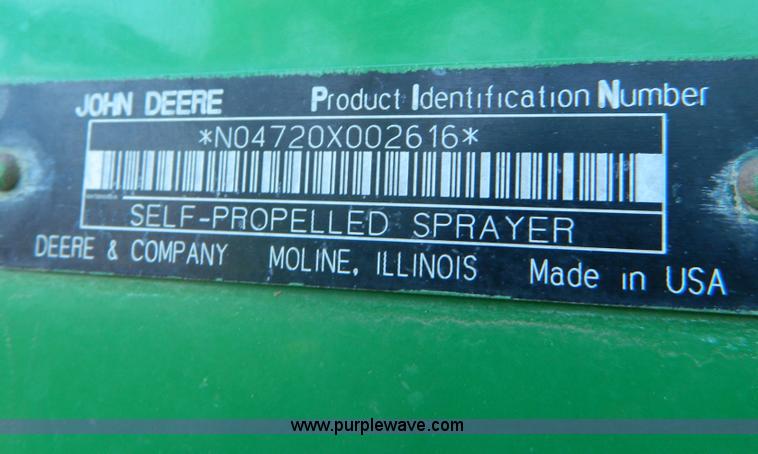 JOHN DEERE Product Identification Number
*N04720X002616*
SELF-PROPELLED SPRAYER
DEERE & COMPANY MOLINE, ILLINOIS Made in USA
www.purplewave.com